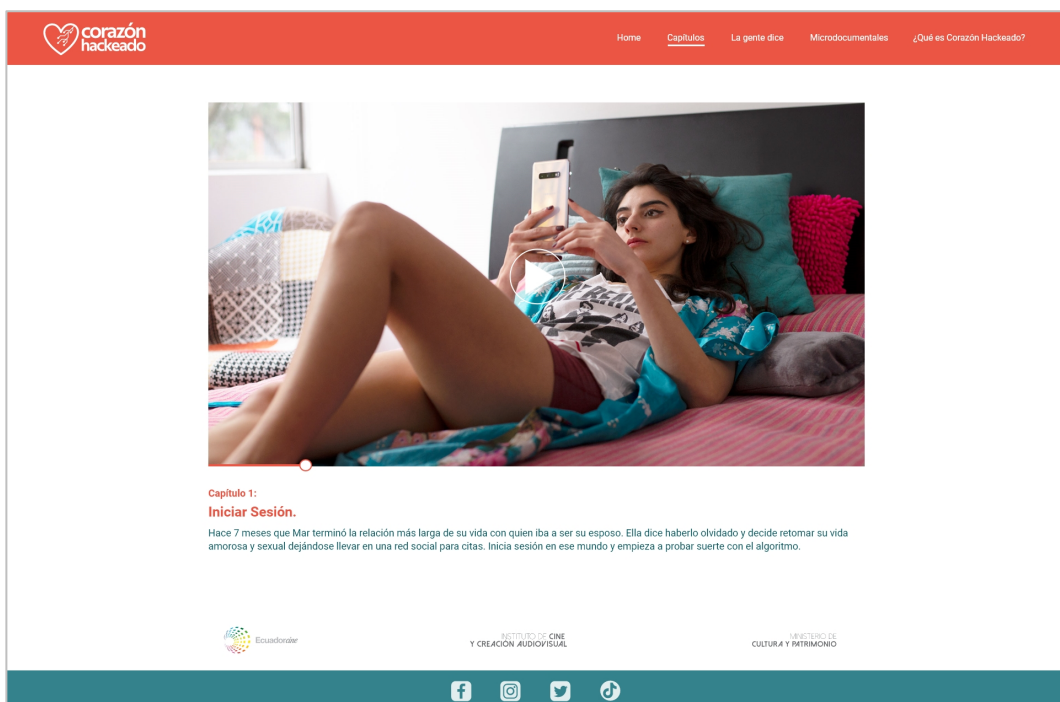 corazón
hackeado
Home
Capítulos
La gente dice
Microdocumentales
¿Qué es Corazón Hackeado?
Capítulo 1:
Iniciar Sesión.
Hace 7 meses que Mar terminó la relación más larga de su vida con quien iba a ser su esposo. Ella dice haberlo olvidado y decide retomar su vida
amorosa y sexual dejándose llevar en una red social para citas. Inicia sesión en ese mundo y empieza a probar suerte con el algoritmo.
Ecuador
INSTITUTO DE CINE
Y CREACIÓN AUDIOVISUAL
MINISTERIO DE
CULTURA Y PATRIMONIO